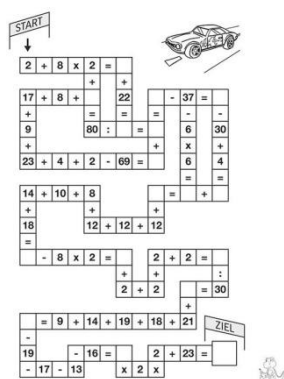 START
2 + 8 x 2 =
+ +
17 + 8 + 22 - 37 =
+ = = - -
9 80 : = 6 30
+ + x +
23 + 4 + 2 - 69 = 6 4
= =
14 + 10 + 8 = +
+ + +
18 12 + 12 + 12
=
- 8 x 2 = 2 + 2 =
+ + :
2 + 2 = 30
+
= 9 + 14 + 19 + 18 + 21
- ZIEL
19 - 16 = 2 + 23 =
- 17 - 13 x 2 x